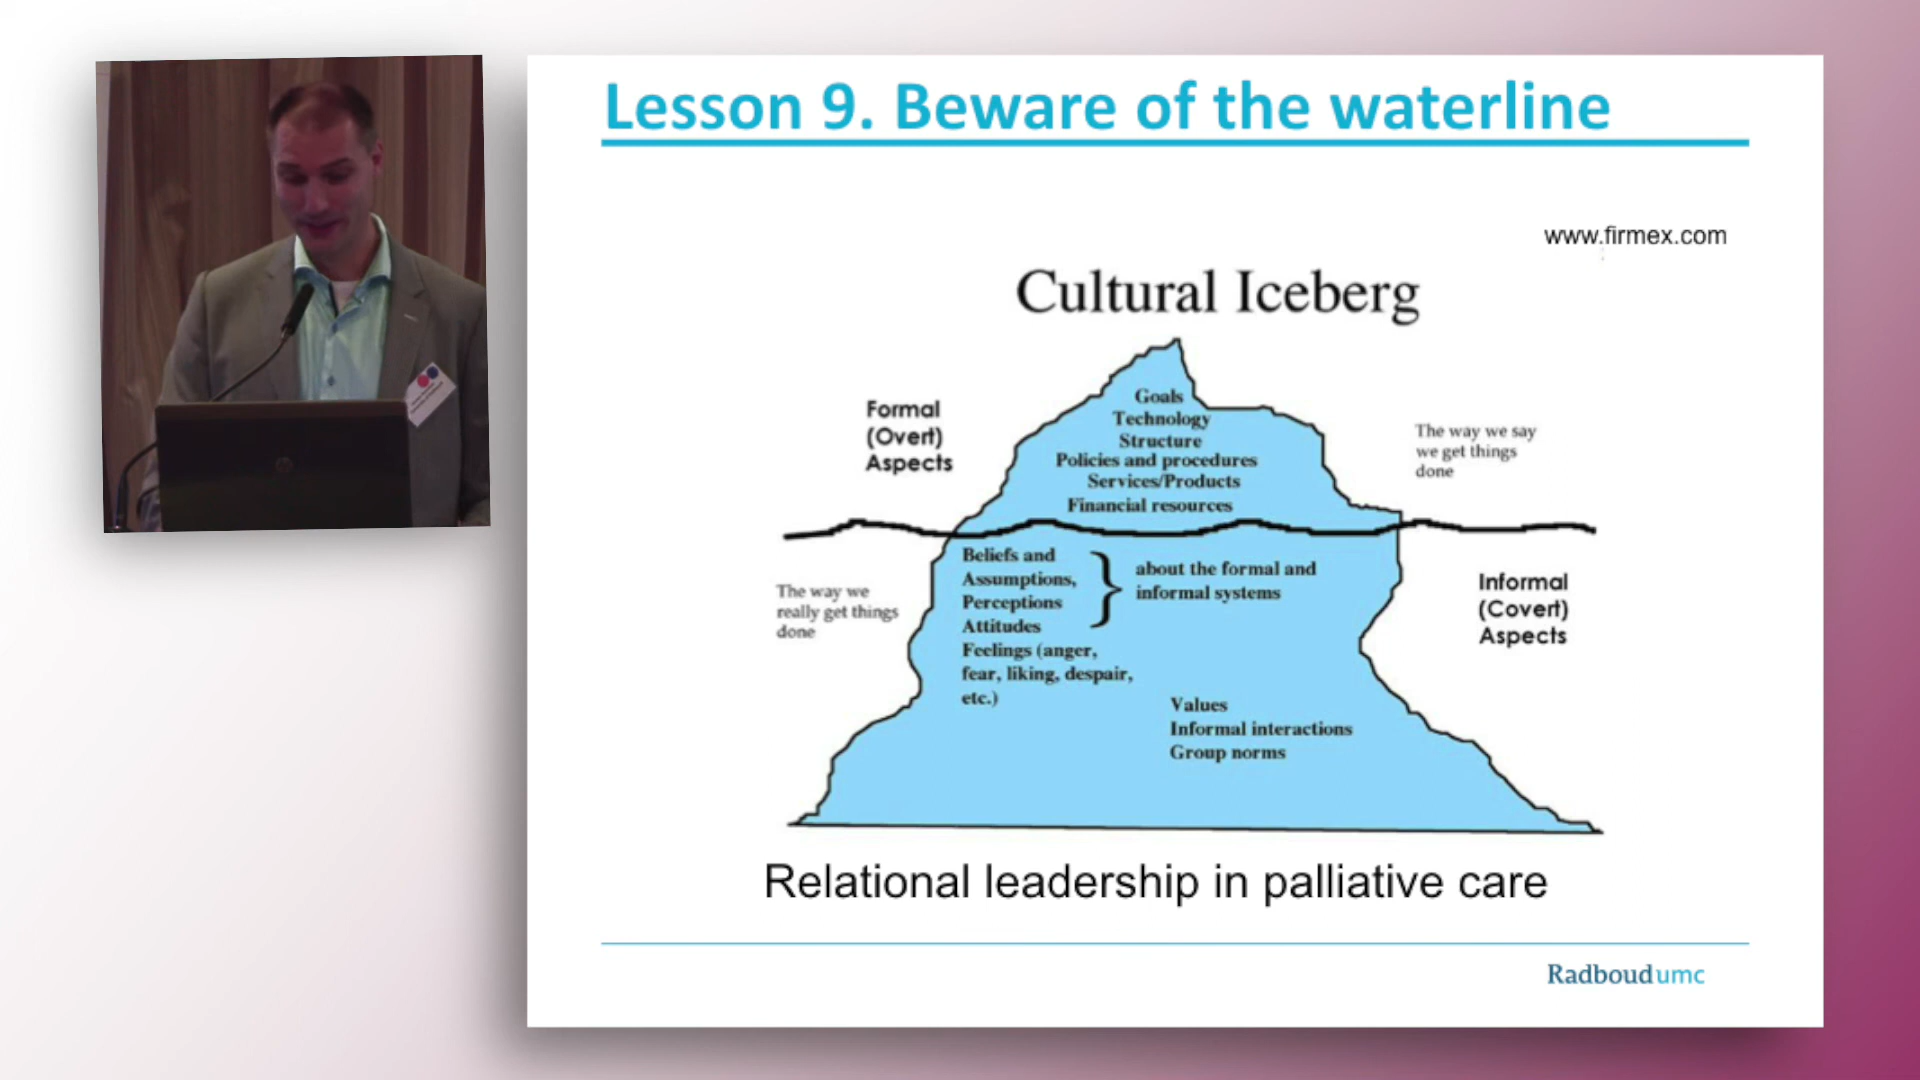 Lesson 9. Beware of the waterline
www.firmex.com
Cultural Iceberg
Formal
(Overt)
Aspects
Goals
Technology
Structure
Policies and procedures
Services/Products
Financial resources
The way we say
we get things
done
The way we
really get things
done
Beliefs and
Assumptions,
Perceptions
Attitudes
Feelings (anger,
fear, liking, despair,
etc.)
about the formal and
informal systems
Values
Informal interactions
Group norms
Informal
(Covert)
Aspects
Relational leadership in palliative care
Radboudumc